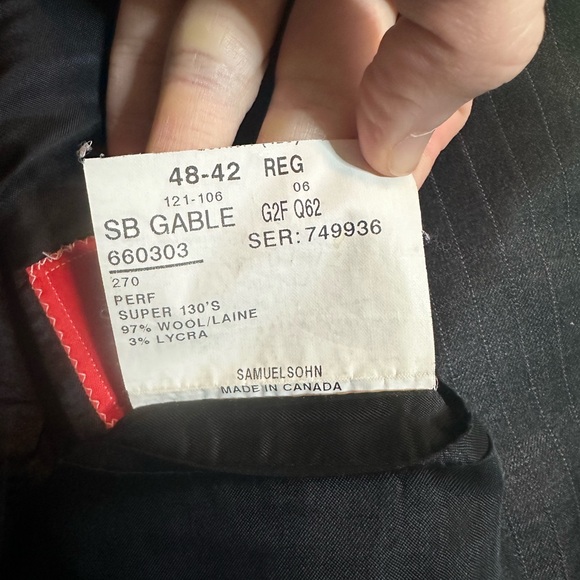 48-42 REG
121-106 06
SB GABLE G2F Q62
660303 SER: 749936
270
PERF
SUPER 130'S
97% WOOL/LAINE
3% LYCRA
SAMUELSOHN
MADE IN CANADA